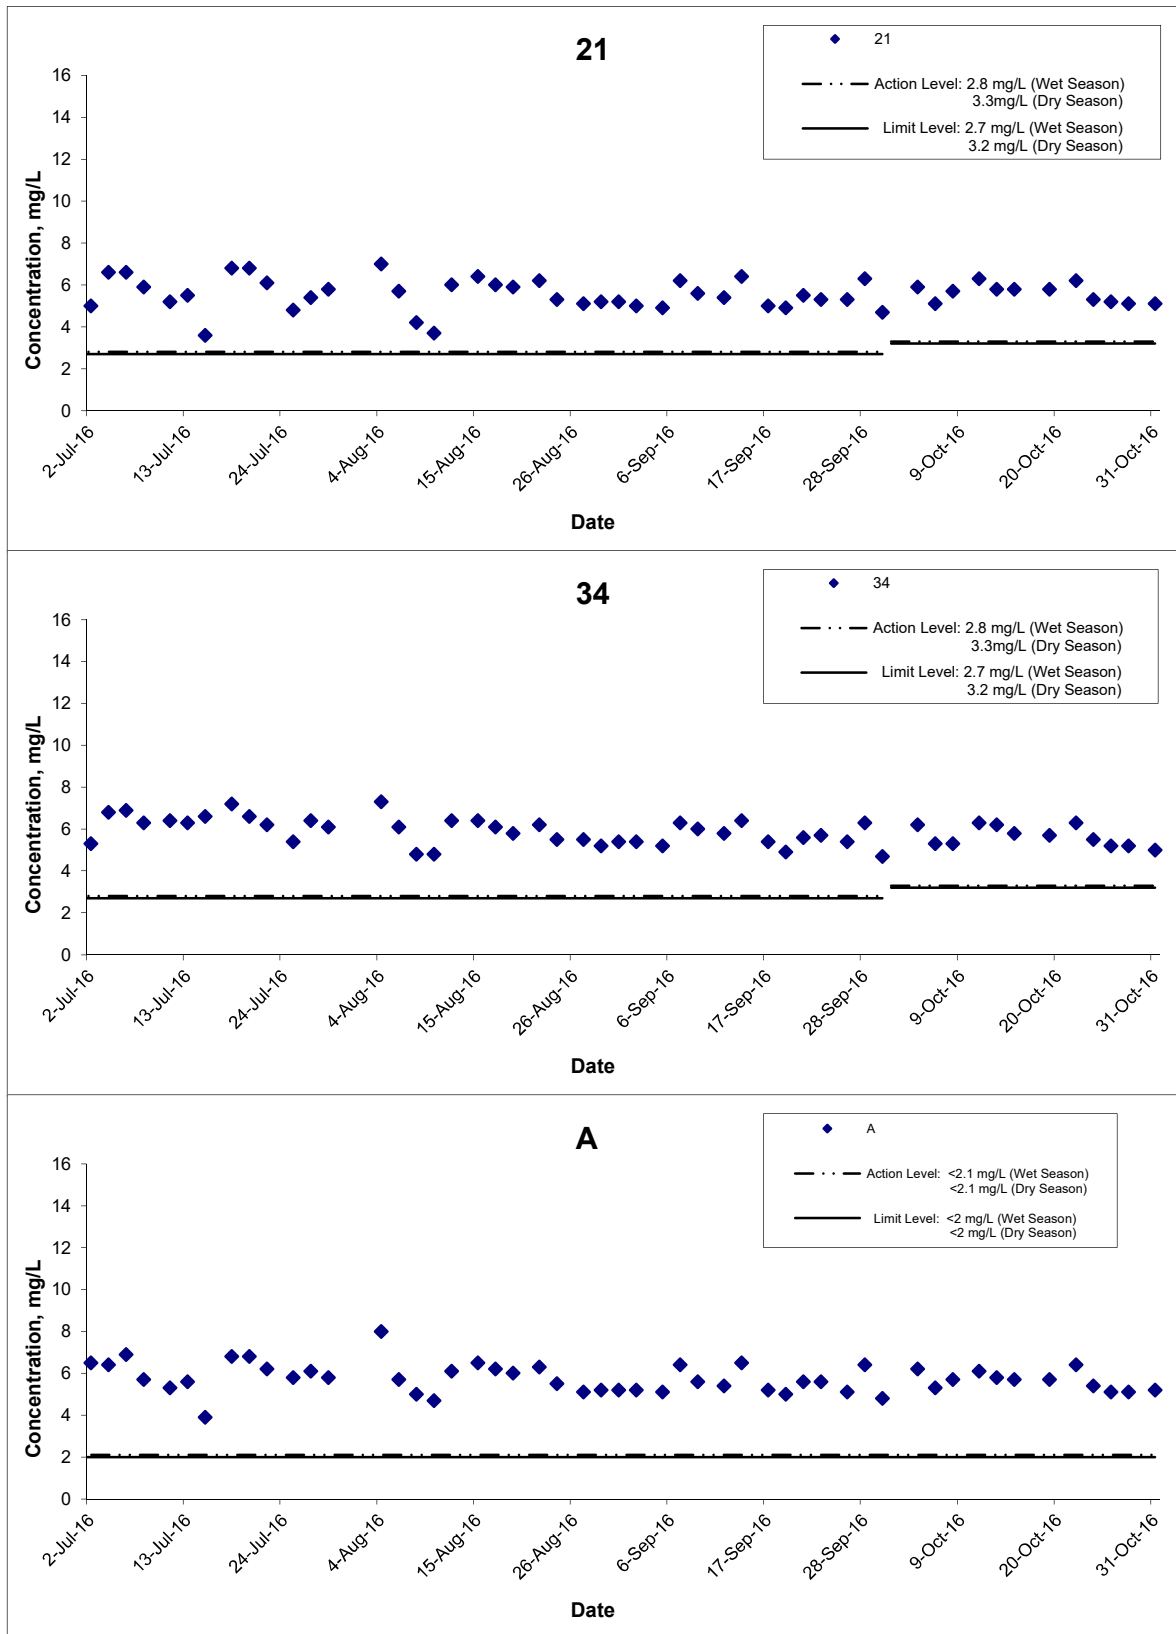 21
21
Action Level: 2.8 mg/L (Wet Season)
3.3mg/L (Dry Season)
Limit Level: 2.7 mg/L (Wet Season)
3.2 mg/L (Dry Season)
Concentration, mg/L
16
14
12
10
8
6
4
2
0
2-Jul-16
13-Jul-16
24-Jul-16
4-Aug-16
15-Aug-16
26-Aug-16
6-Sep-16
17-Sep-16
28-Sep-16
9-Oct-16
20-Oct-16
31-Oct-16
Date
34
34
Action Level: 2.8 mg/L (Wet Season)
3.3mg/L (Dry Season)
Limit Level: 2.7 mg/L (Wet Season)
3.2 mg/L (Dry Season)
Concentration, mg/L
16
14
12
10
8
6
4
2
0
2-Jul-16
13-Jul-16
24-Jul-16
4-Aug-16
15-Aug-16
26-Aug-16
6-Sep-16
17-Sep-16
28-Sep-16
9-Oct-16
20-Oct-16
31-Oct-16
Date
A
A
Action Level: <2.1 mg/L (Wet Season)
<2.1 mg/L (Dry Season)
Limit Level: <2 mg/L (Wet Season)
<2 mg/L (Dry Season)
Concentration, mg/L
16
14
12
10
8
6
4
2
0
2-Jul-16
13-Jul-16
24-Jul-16
4-Aug-16
15-Aug-16
26-Aug-16
6-Sep-16
17-Sep-16
28-Sep-16
9-Oct-16
20-Oct-16
31-Oct-16
Date